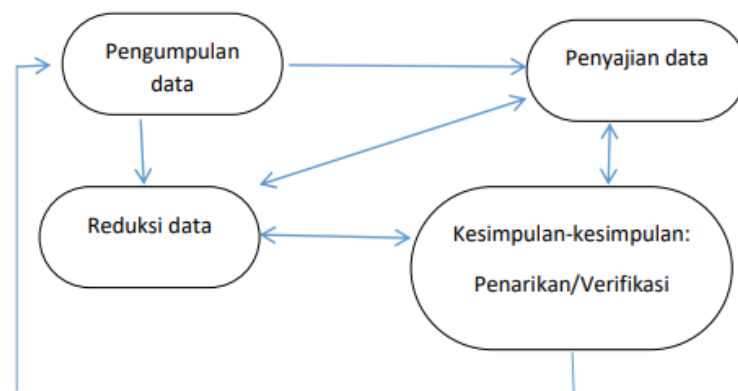 Pengumpulan
data
Penyajian data
Reduksi data
Kesimpulan-kesimpulan:
Penarikan/Verifikasi